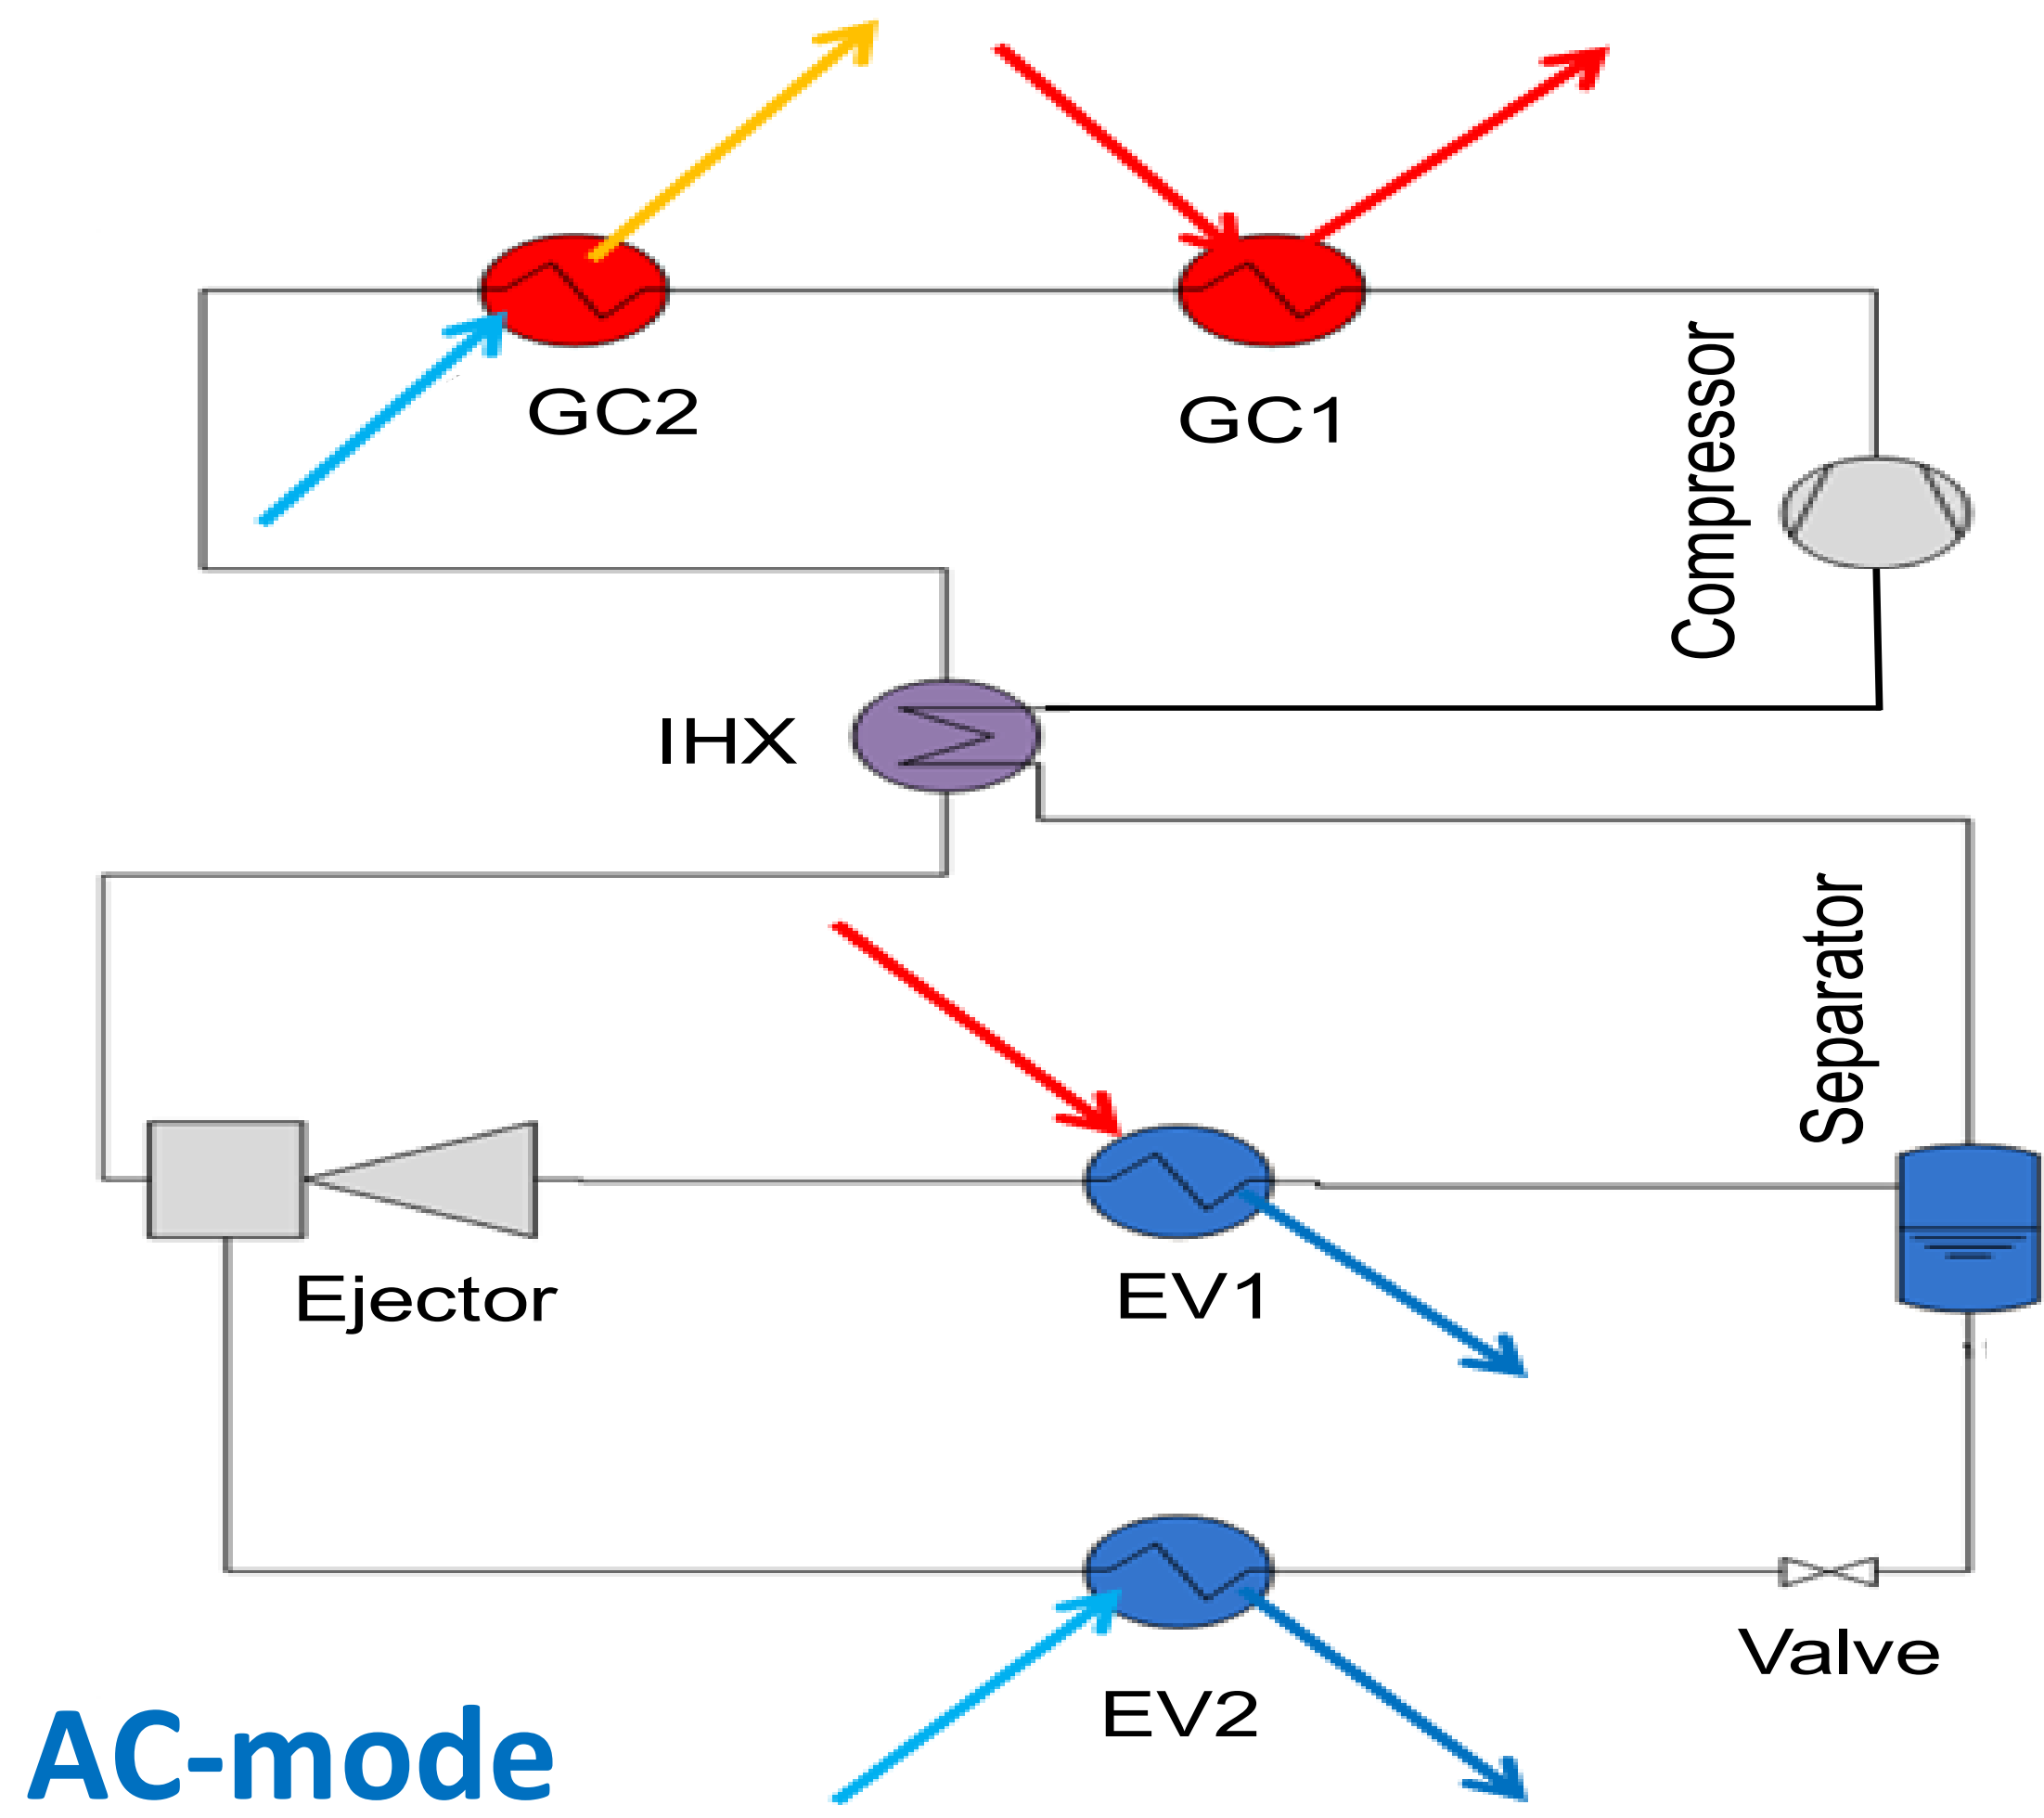 GC2
GC1
Compressor
IHX
Separator
Ejector
EV1
Valve
EV2
AC-mode